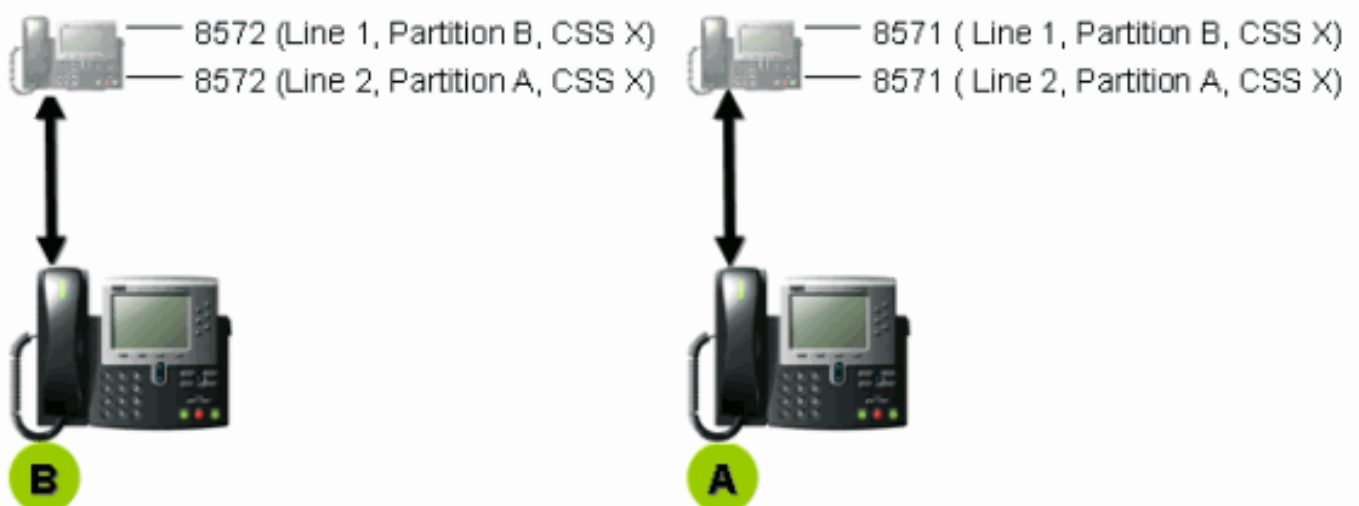 8572 (Line 1, Partition B, CSS X)
8572 (Line 2, Partition A, CSS X)
8571 ( Line 1, Partition B, CSS X)
8571 ( Line 2, Partition A, CSS X)
B
A